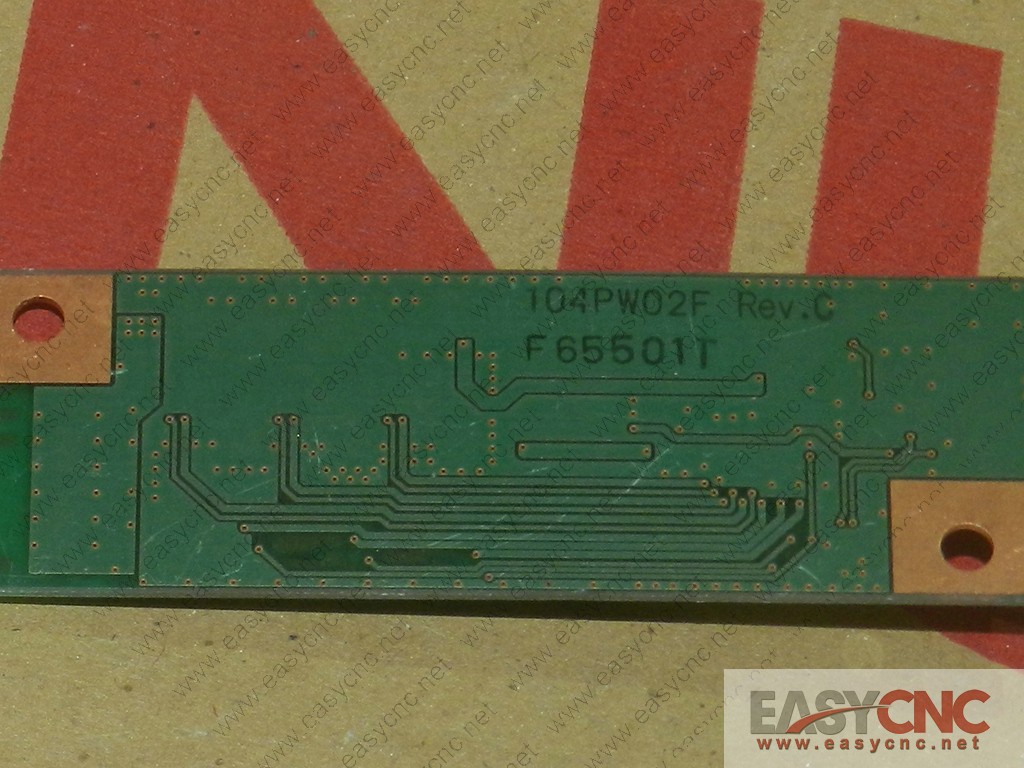 104PW02F Rev.C
F65501T
EASYCNC
www.easycnc.net